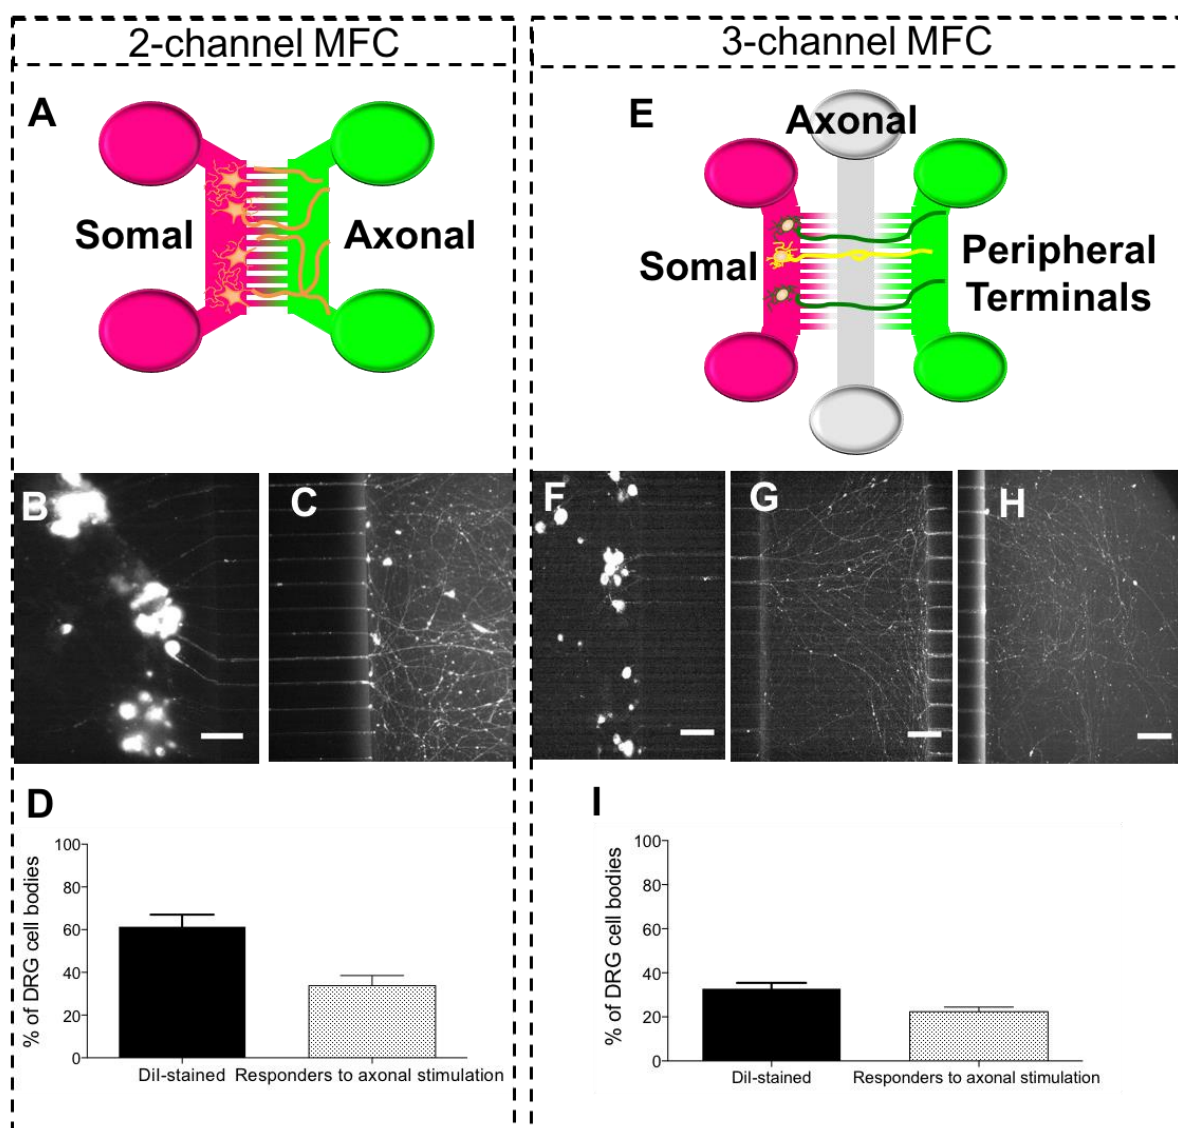 2-channel MFC
A
Somal
Axonal
B
C
D
% of DRG cell bodies
100
80
60
40
20
0
DiI-stained
Responders to axonal stimulation
3-channel MFC
E
Axonal
Somal
Peripheral
Terminals
F
G
H
I
% of DRG cell bodies
100
80
60
40
20
0
DiI-stained
Responders to axonal stimulation